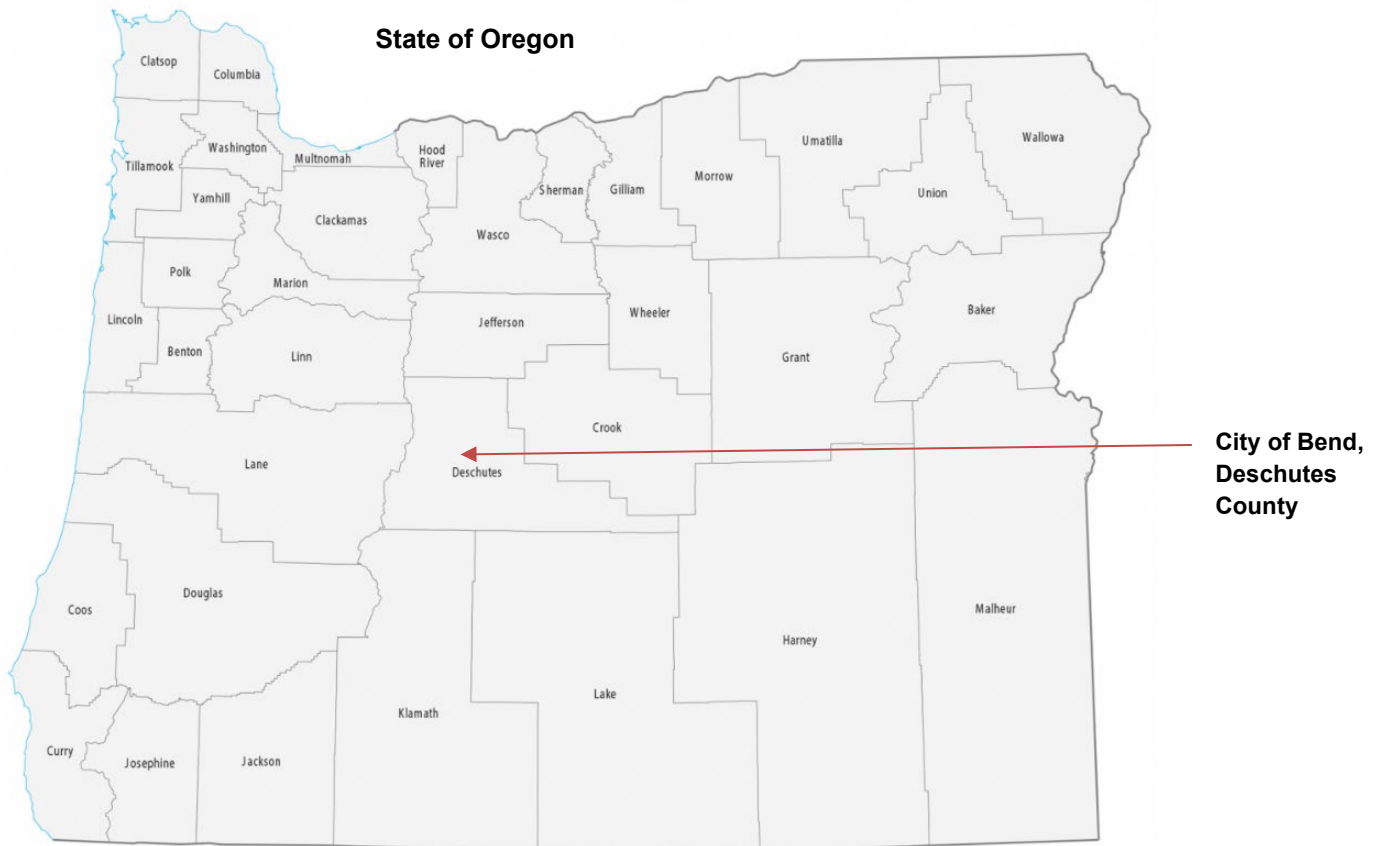 State of Oregon
Clatsop
Columbia
Washington
Tillamook
Multnomah
Hood
River
Yamhill
Clackamas
Sherman
Gilliam
Morrow
Umatilla
Union
Wallowa
Wasco
Polk
Marion
Lincoln
Benton
Linn
Jefferson
Wheeler
Grant
Baker
Crook
Lane
Deschutes
City of Bend,
Deschutes
County
Coos
Douglas
Malheur
Harney
Klamath
Lake
Curry
Josephine
Jackson